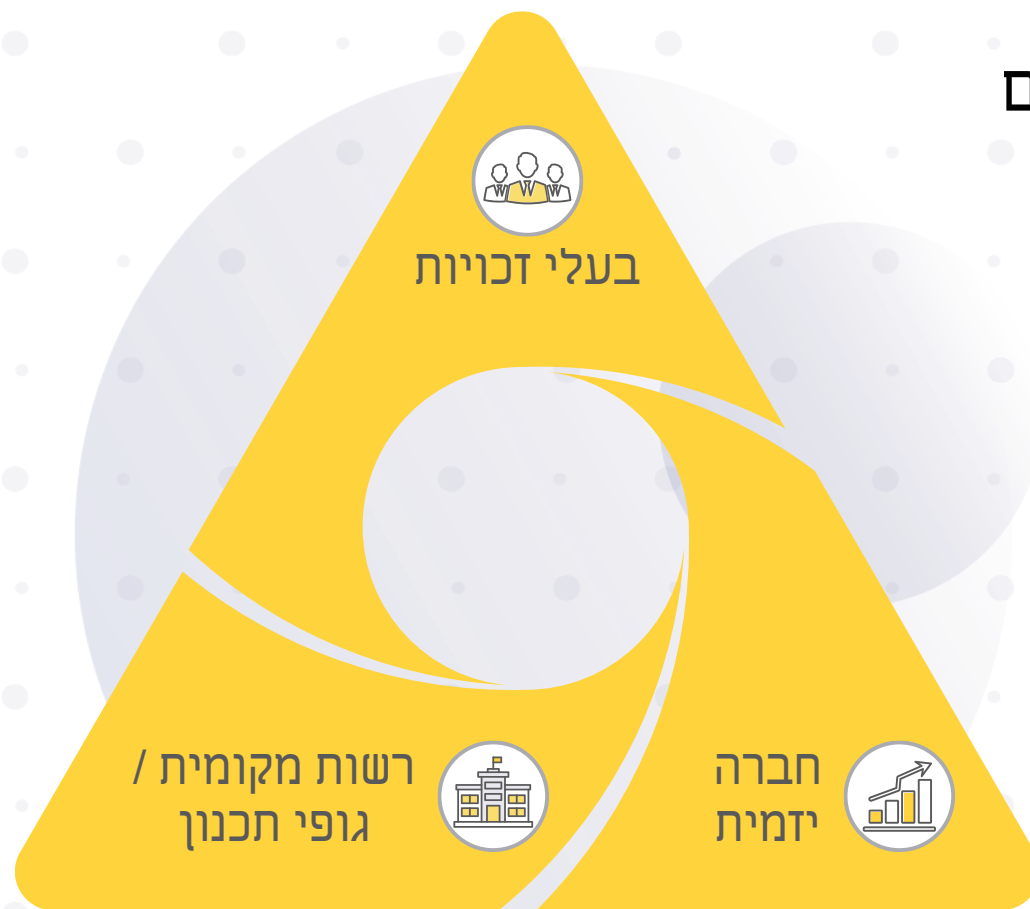 בעלי זכויות
רשות מקומית /
גופי תכנון
חברה
יזמית